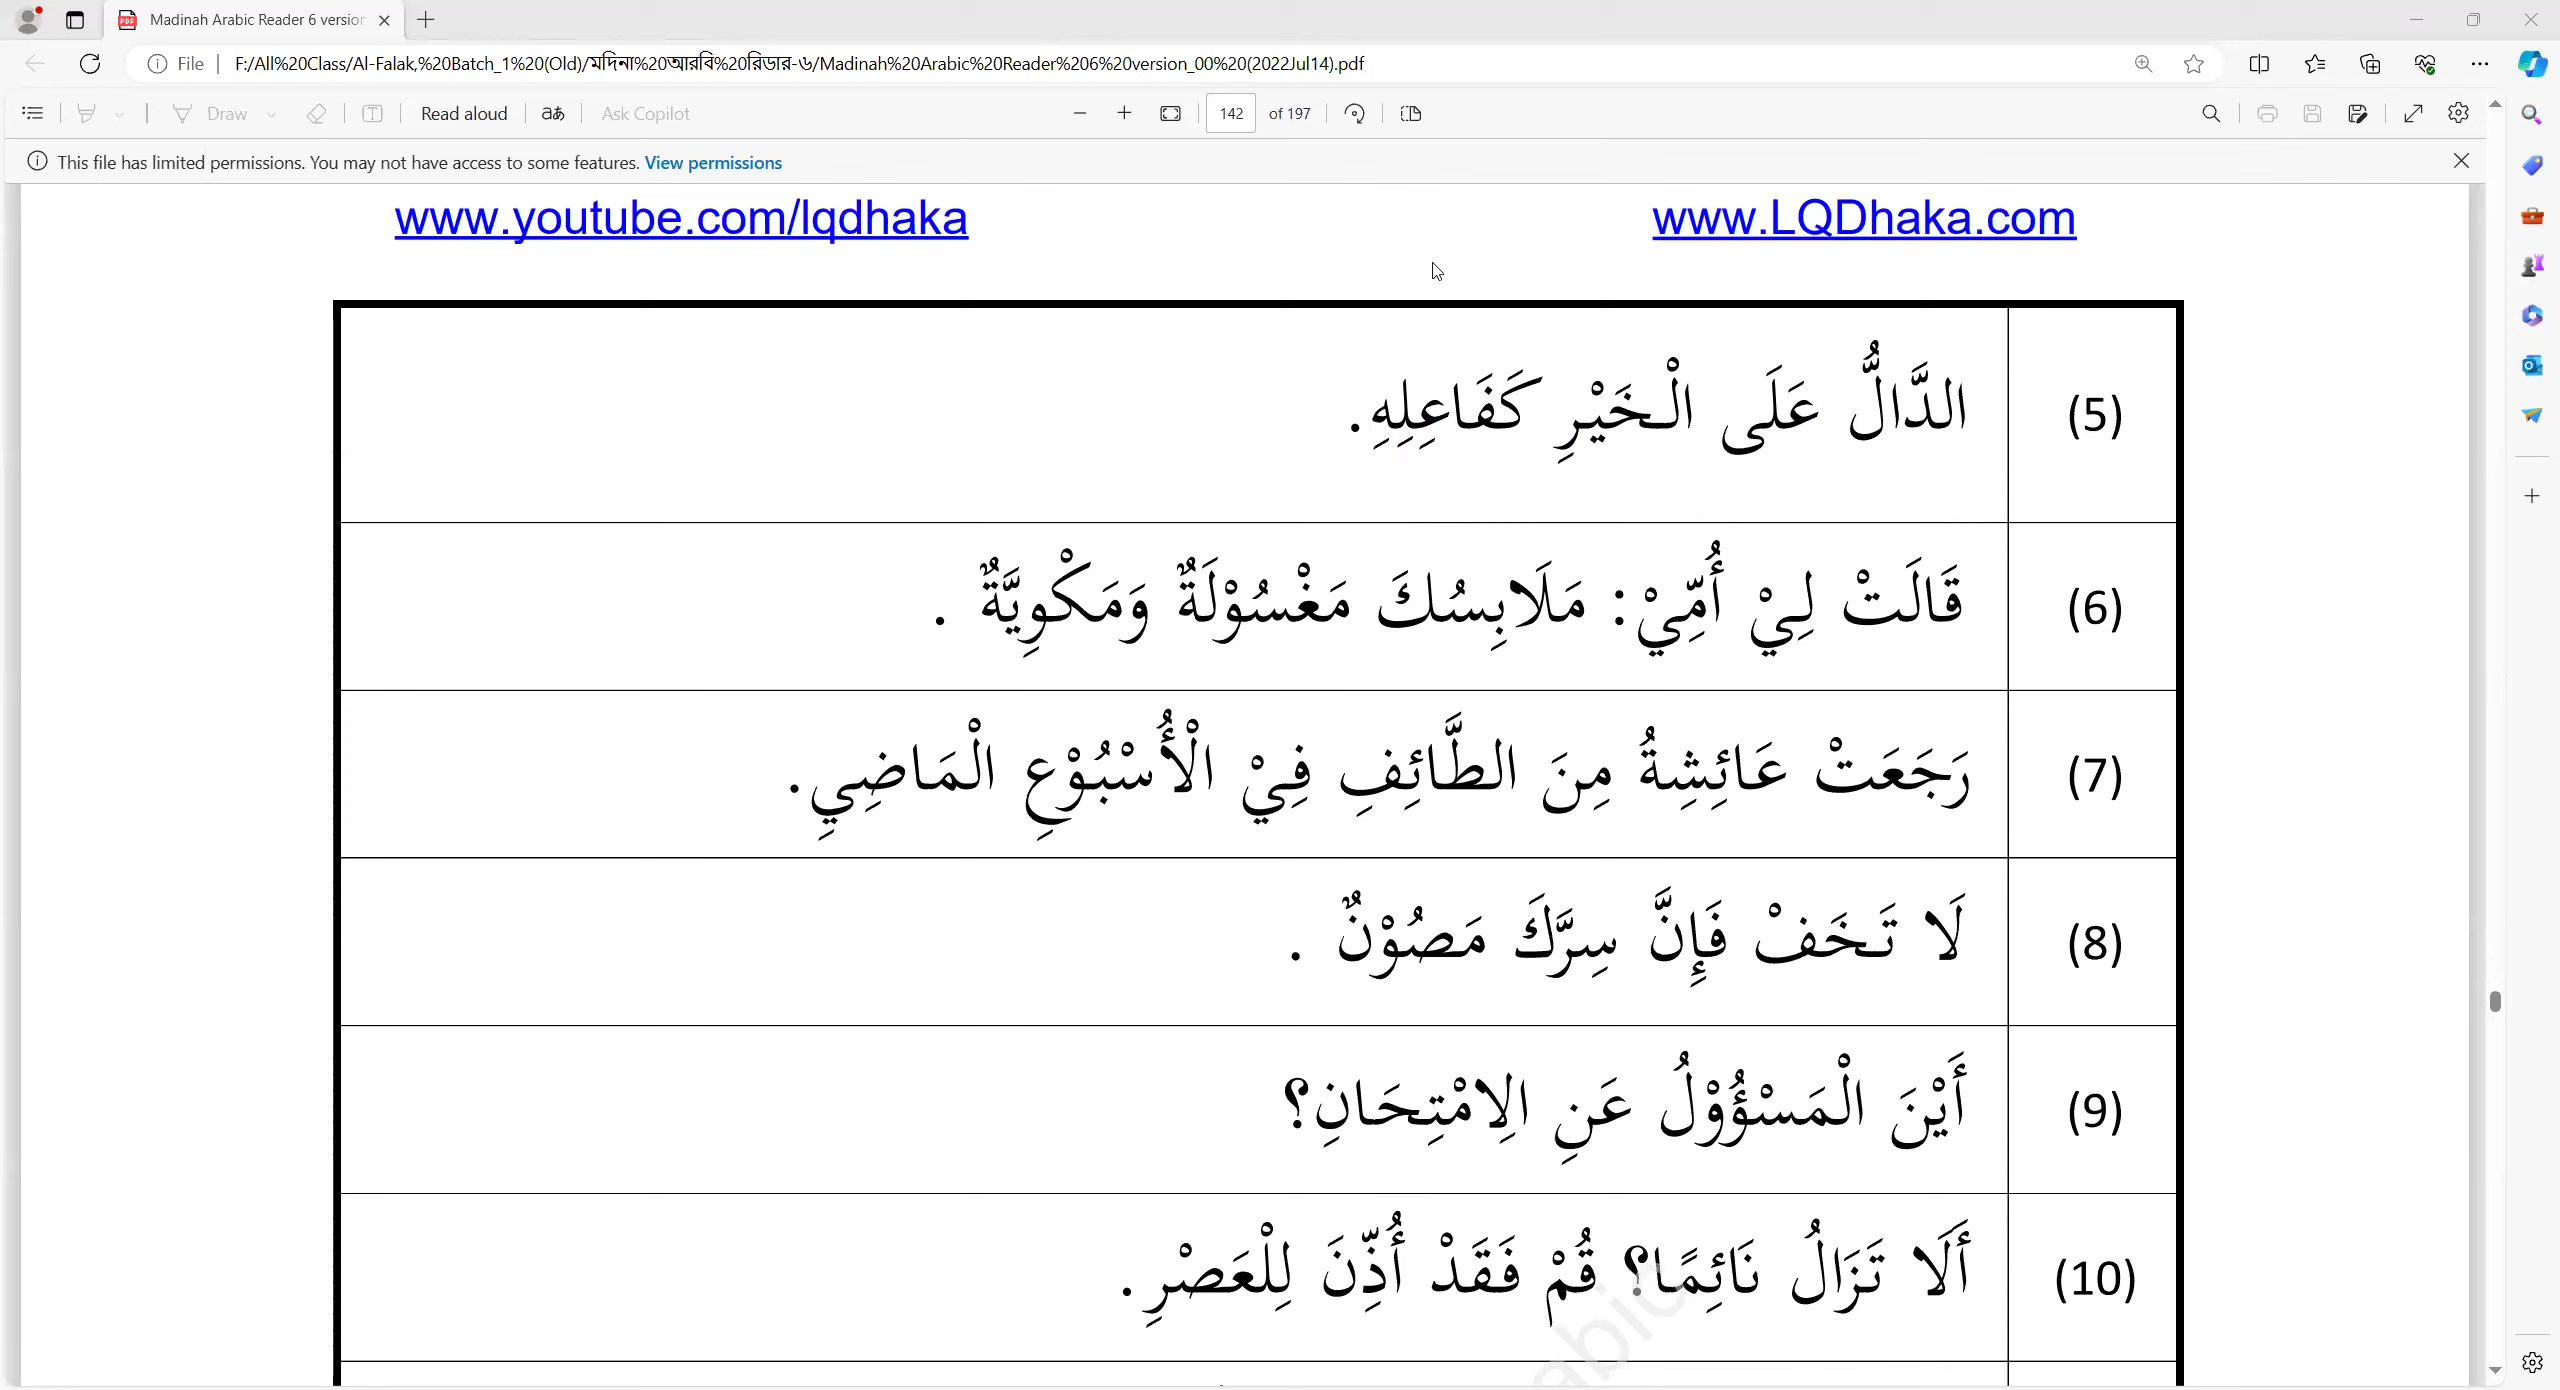 Madinah Arabic Reader 6 versior
File
F:/All%20Class/Al-Falak,%20Batch_1%20(Old)/মদিনা%20আরবি%20রিডার-৬/Madinah%20Arabic%20Reader%206%20version_00%20(2022Jul14).pdf
Draw Read aloud aあ Ask Copilot 142 of 197
This file has limited permissions. You may not have access to some features. View permissions
www.youtube.com/lqdhaka www.LQDhaka.com
(5) الدَّالُّ عَلَى الْخَيْرِ كَفَاعِلِهِ.
(6) قَالَتْ لِيْ أُمِّيْ: مَلَابِسُكَ مَغْسُوْلَةٌ وَمَكْوِيَّةٌ .
(7) رَجَعَتْ عَائِشِةُ مِنَ الطَّائِفِ فِيْ الْأُسْبُوْعِ الْمَاضِيِ.
(8) لَا تَخَفْ فَإِنَّ سِرَّكَ مَصُوْنٌ .
(9) أَيْنَ الْمَسْؤُوْلُ عَنِ الِامْتِحَانِ؟
(10) أَلَا تَزَالُ نَائِمًا؟ قُمْ فَقَدْ أُذِّنَ لِلْعَصْرِ.